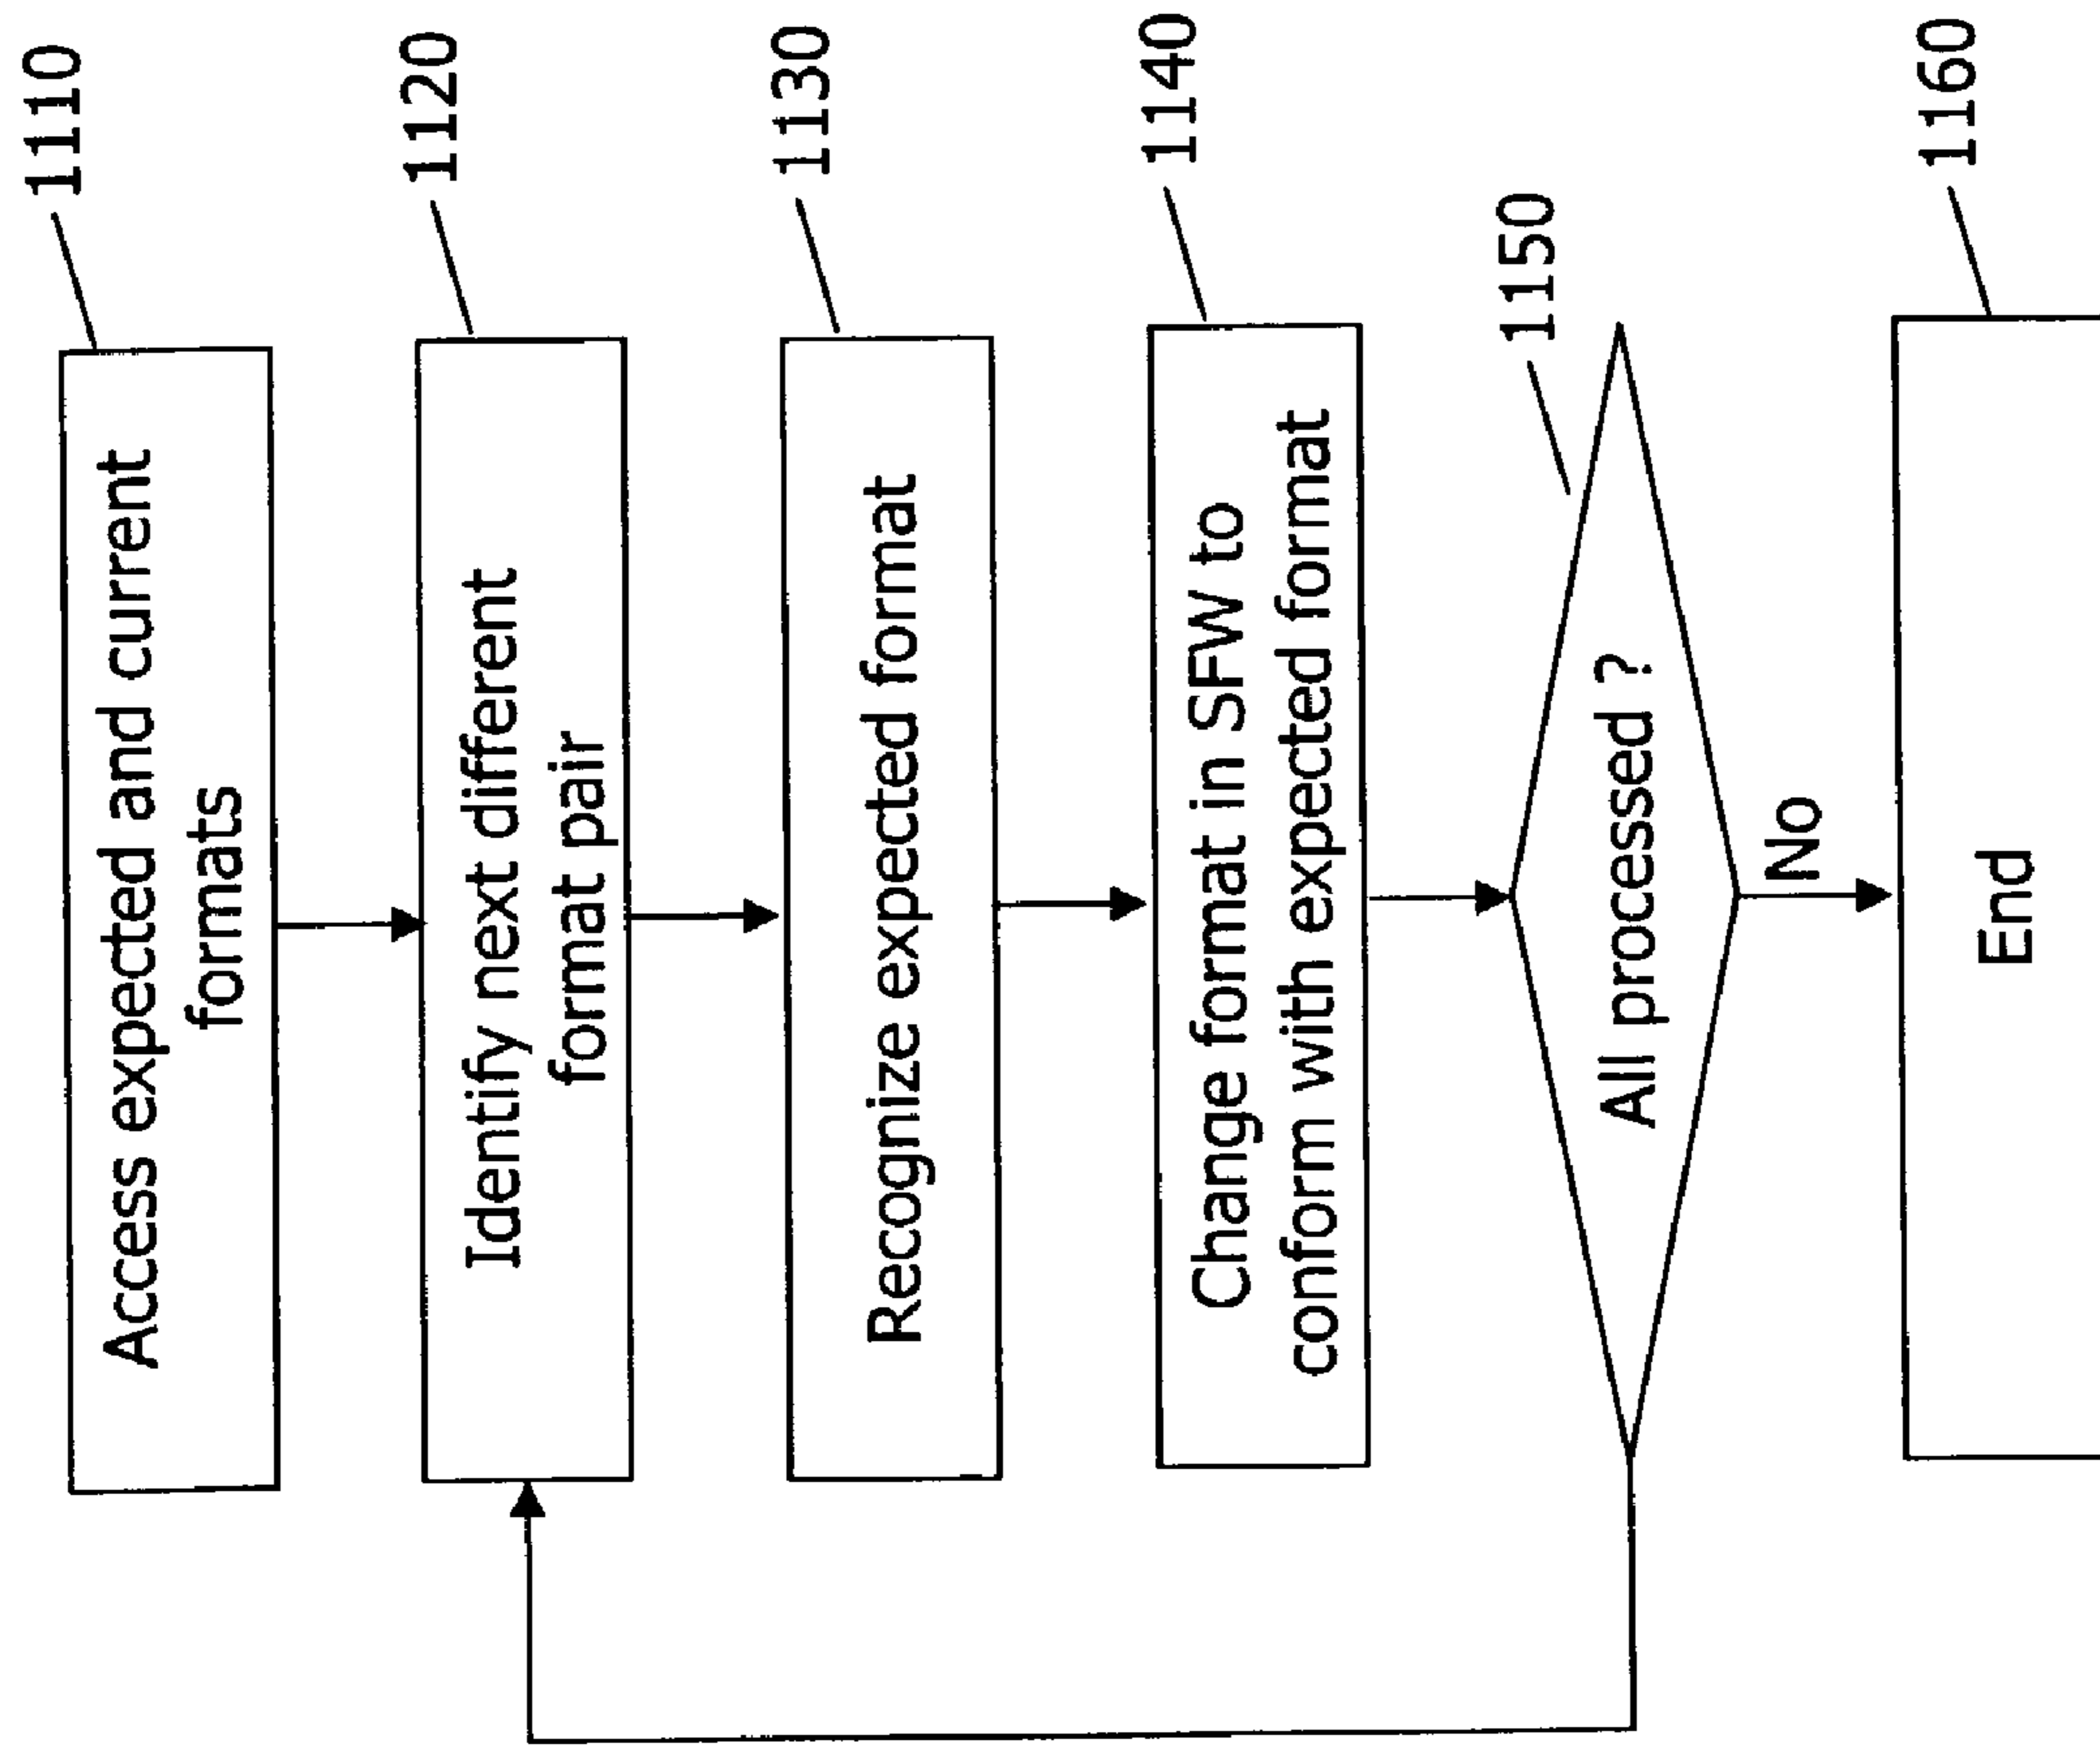 1110
Access expected and current
formats
1120
Identify next different
format pair
1130
Recognize expected format
1140
Change format in SFW to
conform with expected format
1150
All processed ?
No
1160
End